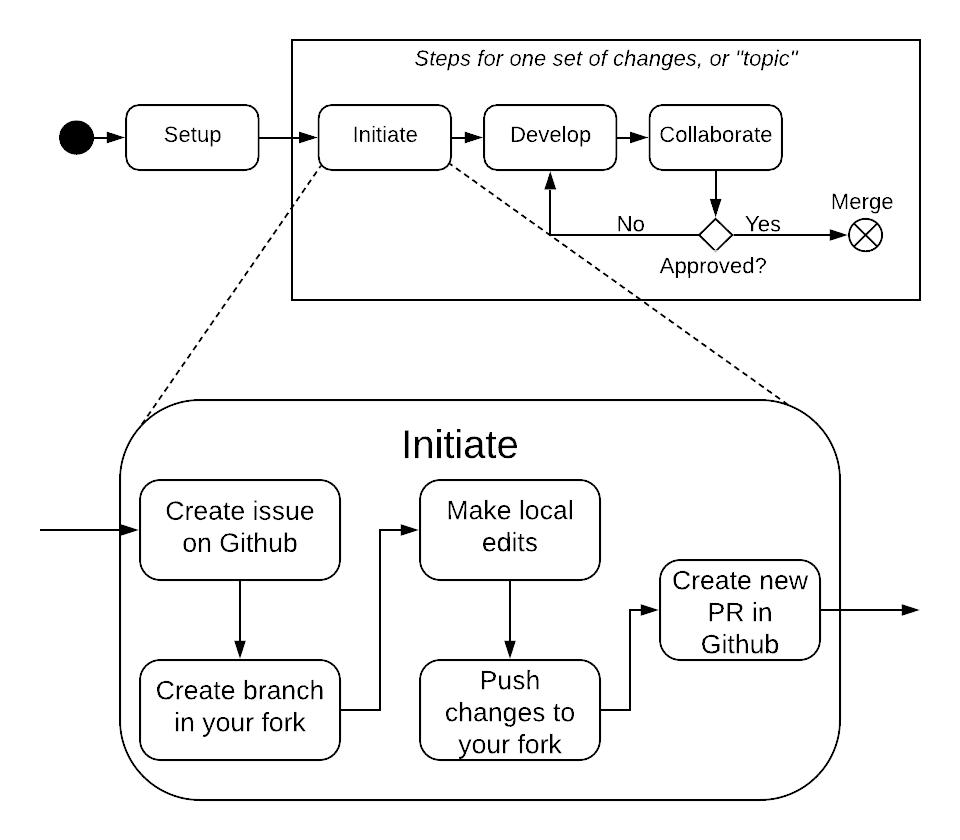 Steps for one set of changes, or "topic"
Setup
Initiate
Develop
Collaborate
Merge
No
Yes
Approved?
Initiate
Create issue
on Github
Make local
edits
Create new
PR in
Github
Create branch
in your fork
Push
changes to
your fork